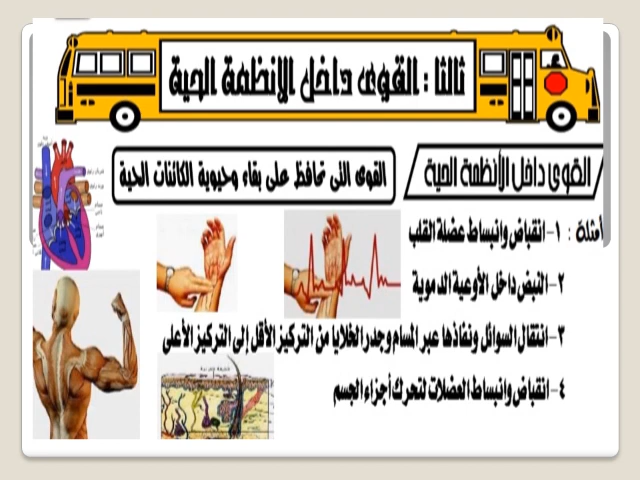 ثالثا : القوى داخل الانظمة الحية
القوى داخل الأنظمة الحية
القوى التى تحافظ على بقاء وحيوية الكائنات الحية
أمثلة : ١- انقباض وانبساط عضلة القلب
٢- النبض داخل الأوعية الدموية
٣- انتقال السوائل ونفاذها عبر المسام وجدر الخلايا من التركيز الأقل إلى التركيز الأعلى
٤- انقباض وانبساط العضلات لتحرك أجزاء الجسم